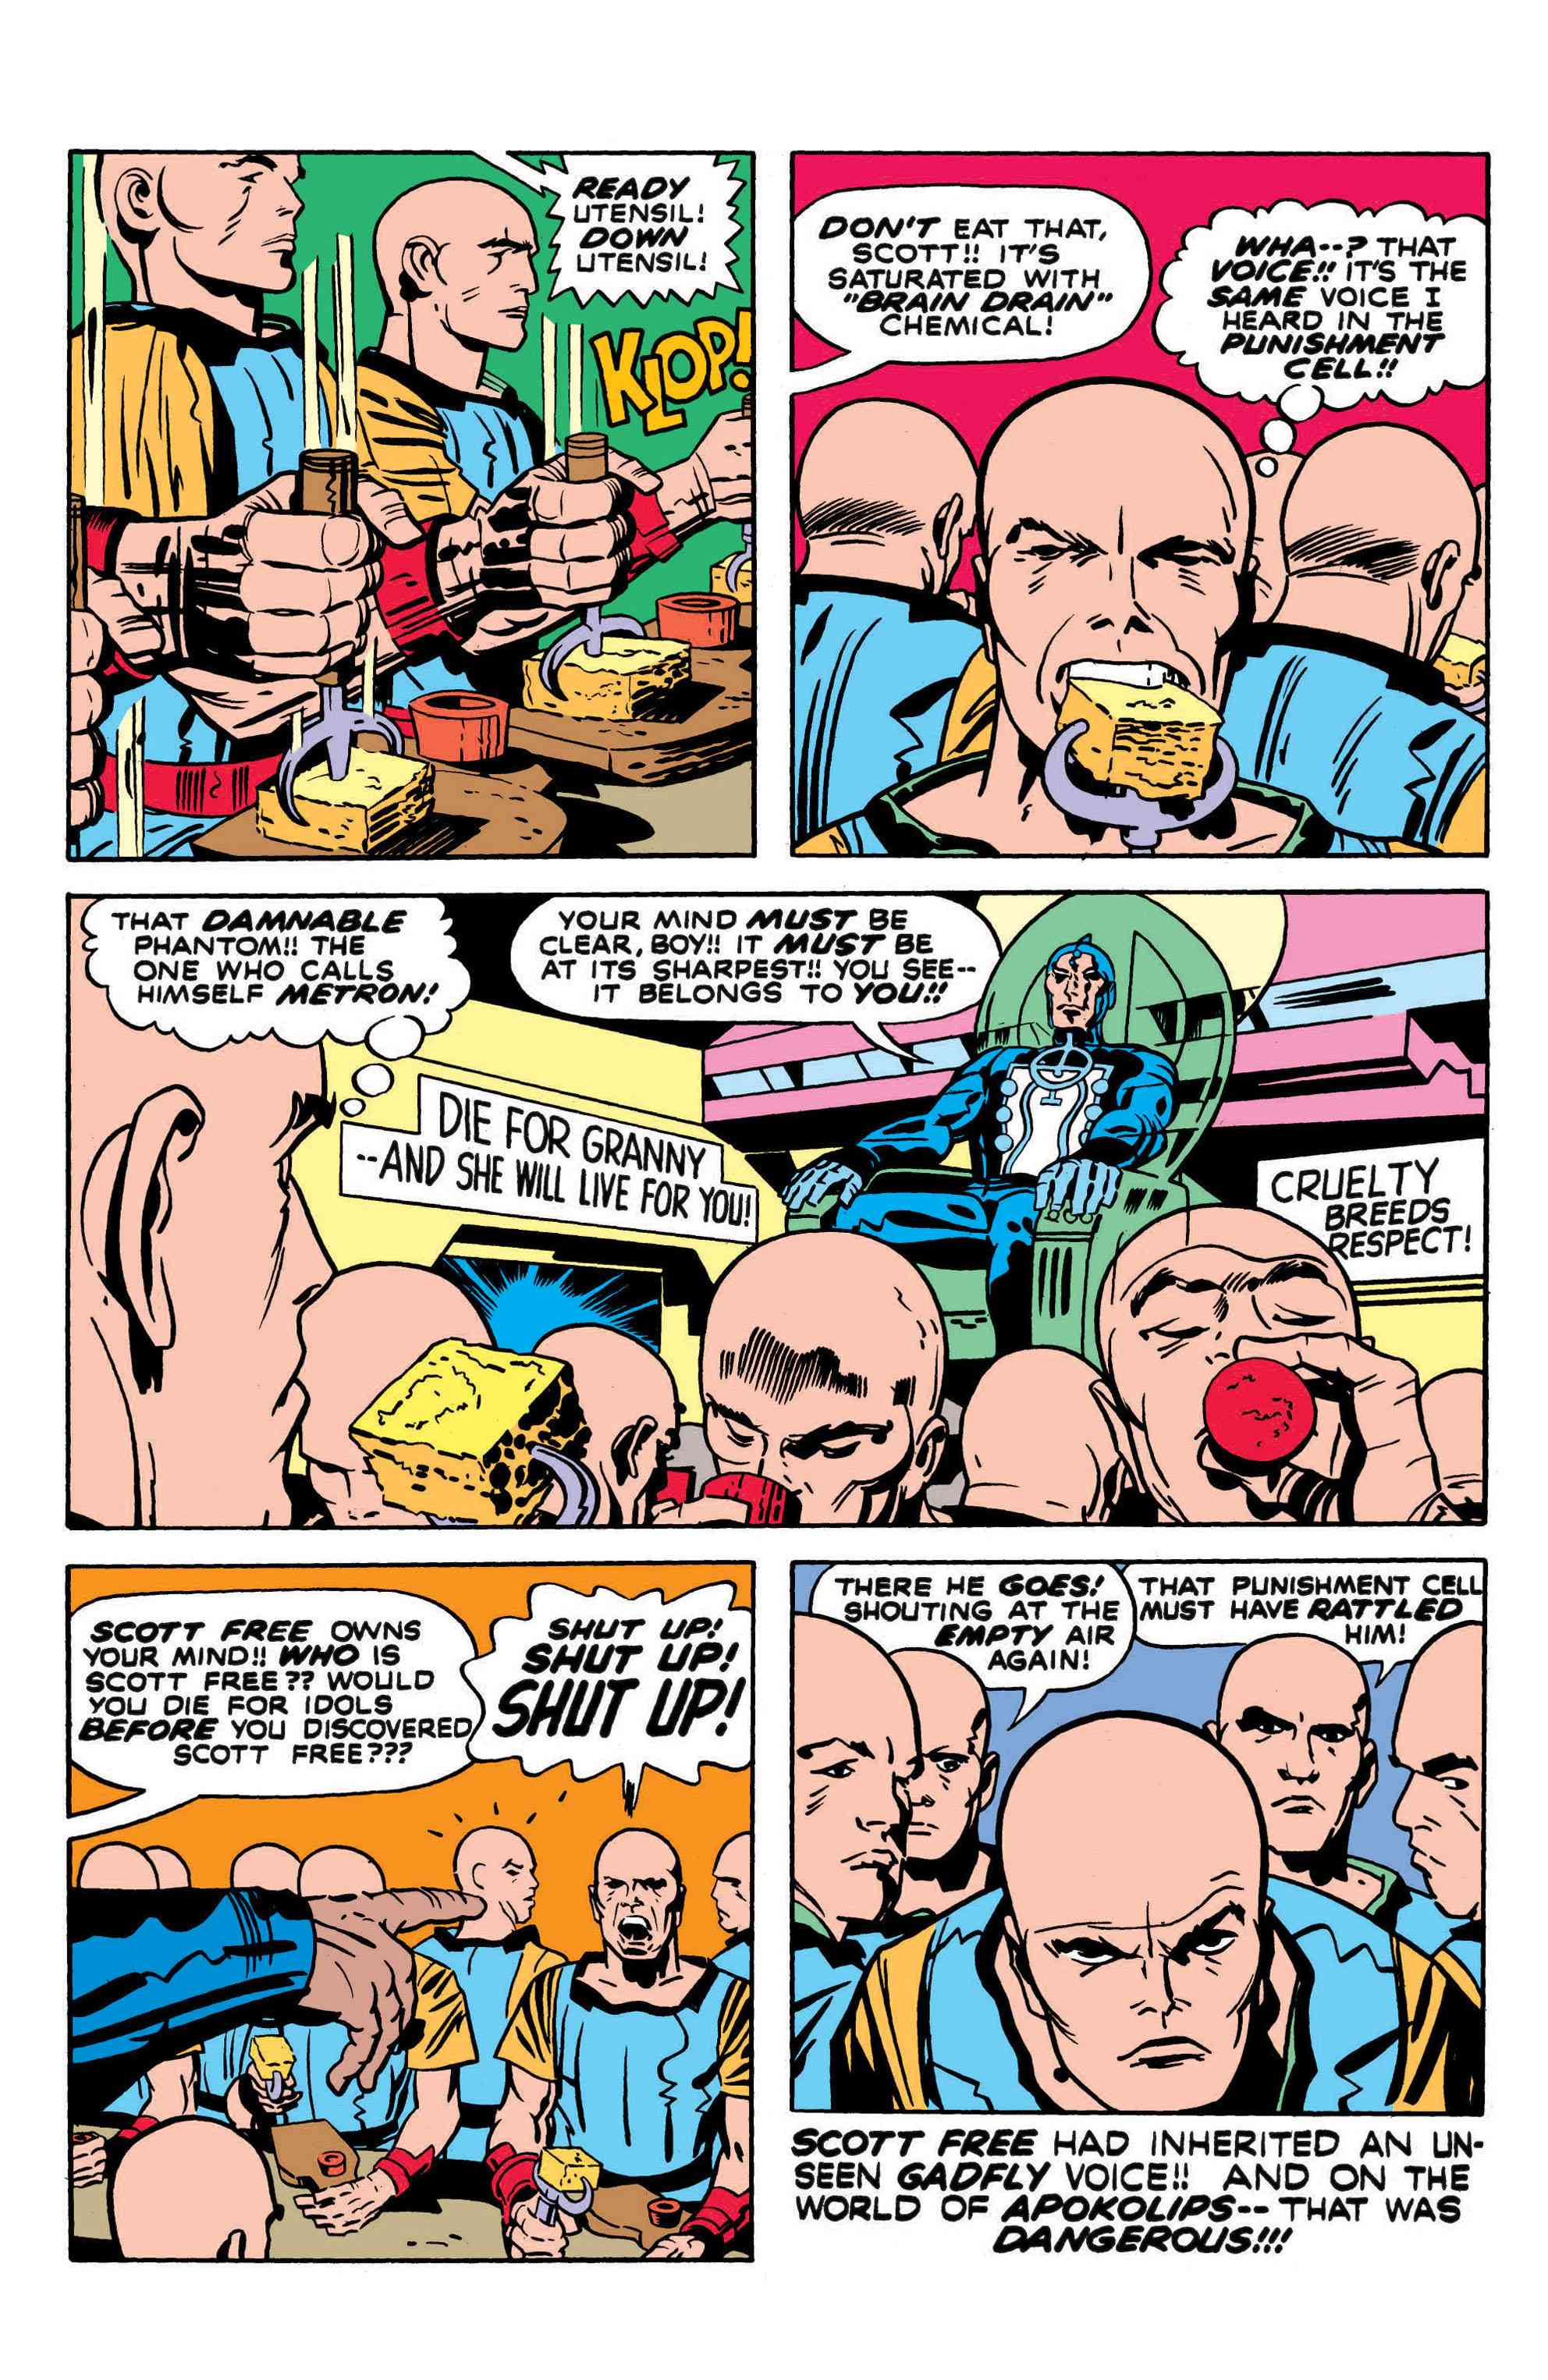 READY
UTENSIL!
DOWN
UTENSIL!
KLOP!
DON'T EAT THAT,
SCOTT!! IT'S
SATURATED WITH
"BRAIN DRAIN"
CHEMICAL!
WHA--? THAT
VOICE!! IT'S THE
SAME VOICE I
HEARD IN THE
PUNISHMENT
CELL!!
THAT DAMNABLE
PHANTOM!! THE
ONE WHO CALLS
HIMSELF METRON!
YOUR MIND MUST BE
CLEAR, BOY!! IT MUST BE
AT ITS SHARPEST!! YOU SEE--
IT BELONGS TO YOU!!
DIE FOR GRANNY
--AND SHE WILL LIVE FOR YOU!
CRUELTY
BREEDS
RESPECT!
SCOTT FREE OWNS
YOUR MIND!! WHO IS
SCOTT FREE?? WOULD
YOU DIE FOR IDOLS
BEFORE YOU DISCOVERED
SCOTT FREE???
SHUT UP!
SHUT UP!
SHUT UP!
THERE HE GOES!
SHOUTING AT THE
EMPTY AIR
AGAIN!
THAT PUNISHMENT CELL
MUST HAVE RATTLED
HIM!
SCOTT FREE HAD INHERITED AN UN-
SEEN GADFLY VOICE!! AND ON THE
WORLD OF APOKOLIPS-- THAT WAS
DANGEROUS!!!